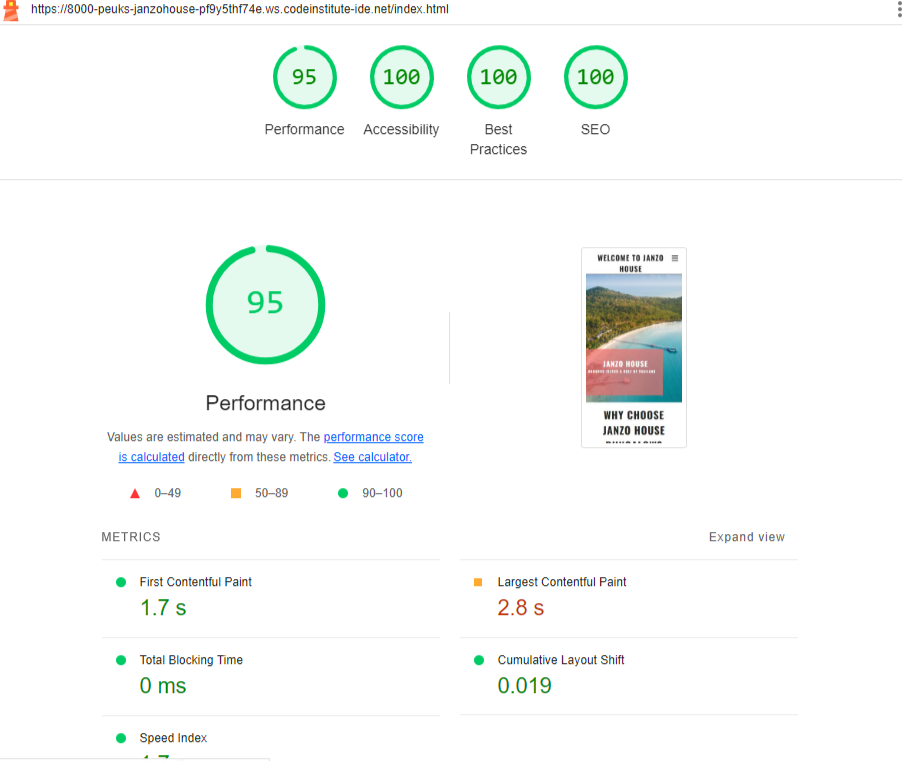 https://8000-peuks-janzohouse-pf9y5thf74e.ws.codeinstitute-ide.net/index.html
95
100
100
100
Performance
Accessibility
Best
Practices
SEO
95
Performance
Values are estimated and may vary. The performance score
is calculated directly from these metrics. See calculator.
0–49
50–89
90–100
WELCOME TO JANZO
HOUSE
JANZO HOUSE
WHY CHOOSE
JANZO HOUSE
METRICS
Expand view
First Contentful Paint
1.7 s
Largest Contentful Paint
2.8 s
Total Blocking Time
0 ms
Cumulative Layout Shift
0.019
Speed Index